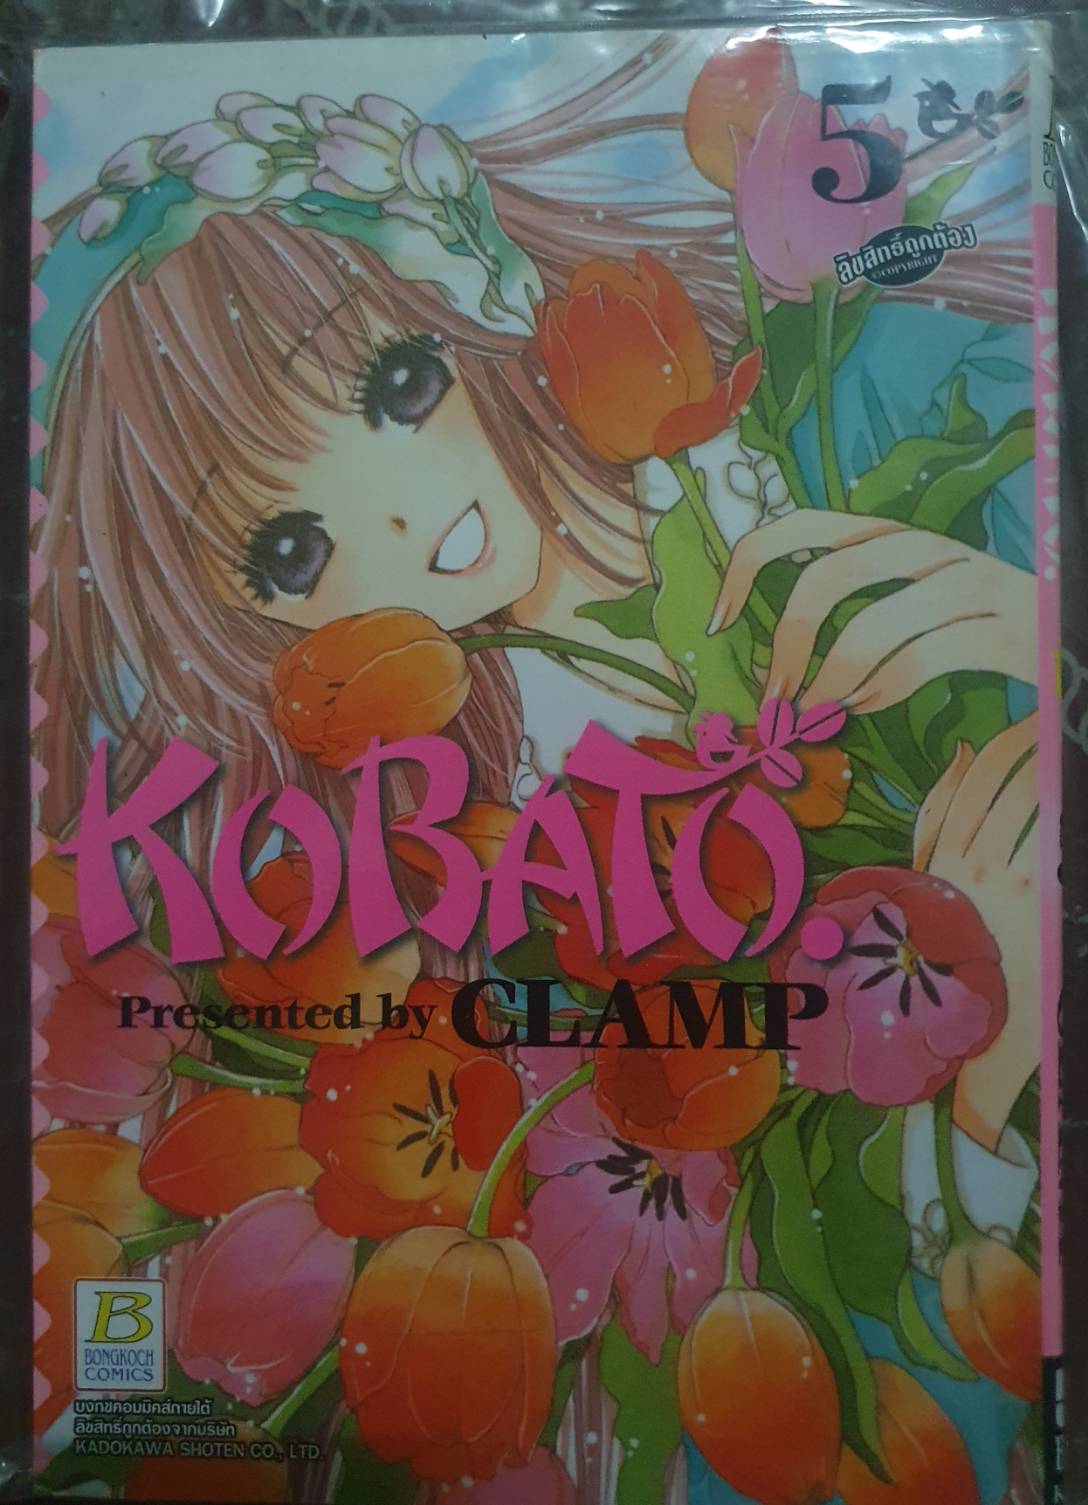 5
ลิขสิทธิ์ถูกต้อง
©COPYRIGHT
KOBATO.
Presented by CLAMP
B
BONGKOCH
COMICS
บงกชคอมมิคส์ภายใต้
ลิขสิทธิ์ถูกต้องจากบริษัท
KADOKAWA SHOTEN CO., LTD.